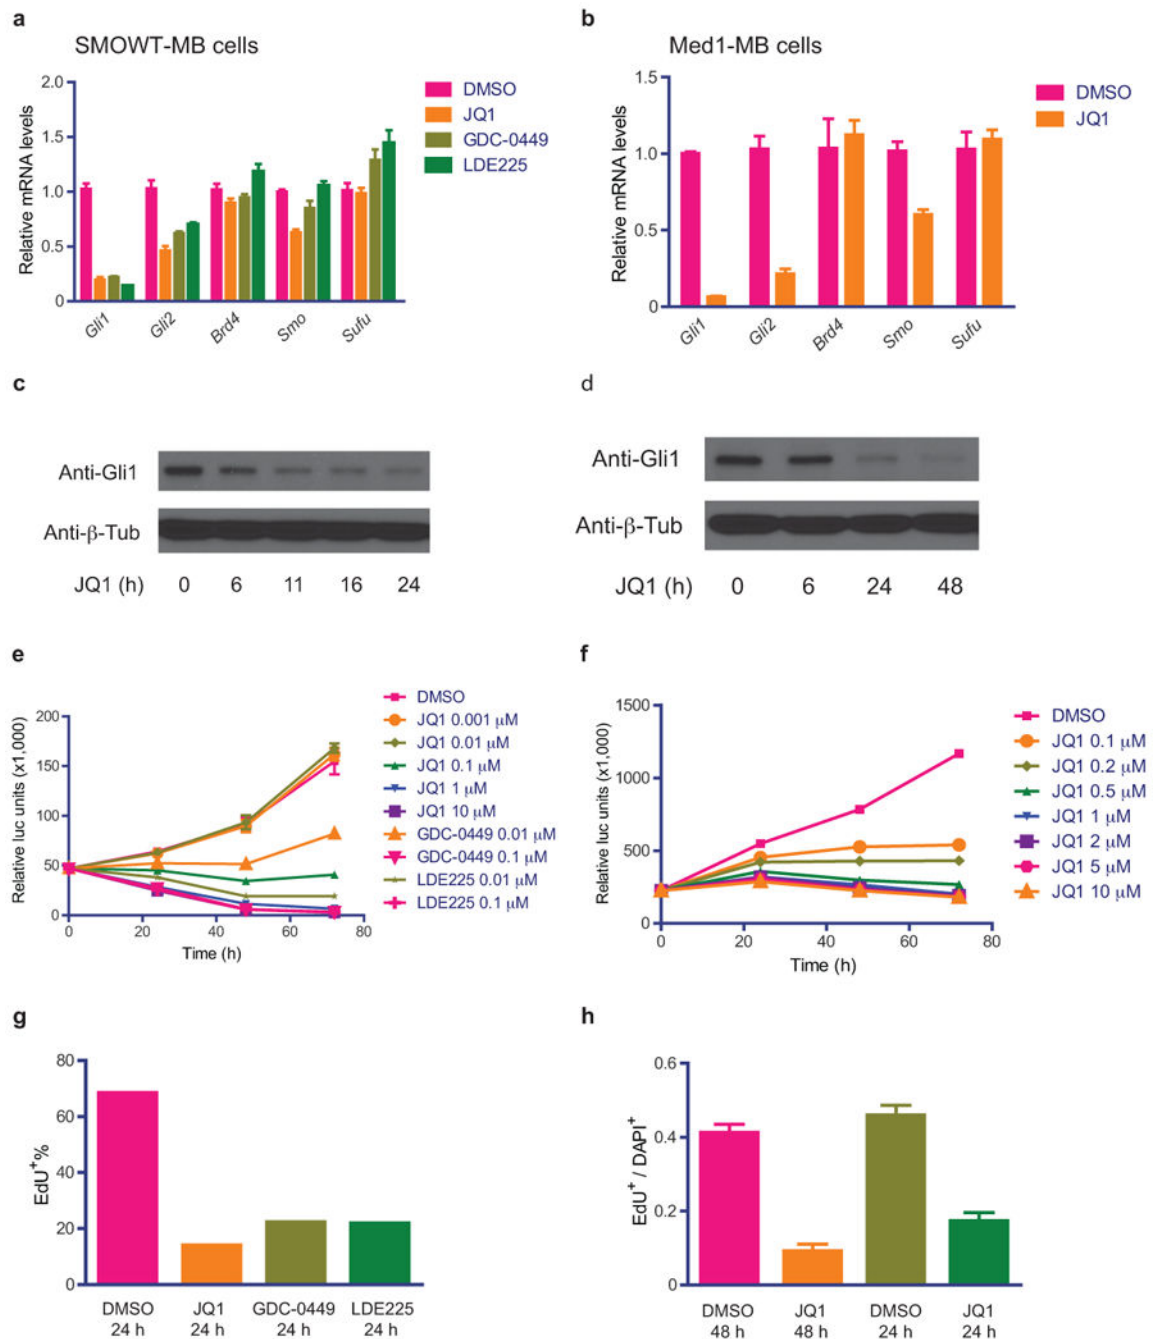 a
SMOWT-MB cells
Relative mRNA levels
2.0
1.5
1.0
0.5
0
DMSO
JQ1
GDC-0449
LDE225
Gli1
Gli2
Brd4
Smo
Sufu
b
Med1-MB cells
Relative mRNA levels
1.5
1.0
0.5
0
DMSO
JQ1
Gli1
Gli2
Brd4
Smo
Sufu
c
Anti-Gli1
Anti-β-Tub
JQ1 (h) 0 6 11 16 24
d
Anti-Gli1
Anti-β-Tub
JQ1 (h) 0 6 24 48
e
Relative luc units (x1,000)
200
150
100
50
0
0 20 40 60 80
Time (h)
DMSO
JQ1 0.001 μM
JQ1 0.01 μM
JQ1 0.1 μM
JQ1 1 μM
JQ1 10 μM
GDC-0449 0.01 μM
GDC-0449 0.1 μM
LDE225 0.01 μM
LDE225 0.1 μM
f
Relative luc units (x1,000)
1500
1000
500
0
0 20 40 60 80
Time (h)
DMSO
JQ1 0.1 μM
JQ1 0.2 μM
JQ1 0.5 μM
JQ1 1 μM
JQ1 2 μM
JQ1 5 μM
JQ1 10 μM
g
EdU+%
80
60
40
20
0
DMSO JQ1 GDC-0449 LDE225
24 h 24 h 24 h 24 h
h
EdU+ / DAPI+
0.6
0.4
0.2
0
DMSO JQ1 DMSO JQ1
48 h 48 h 24 h 24 h